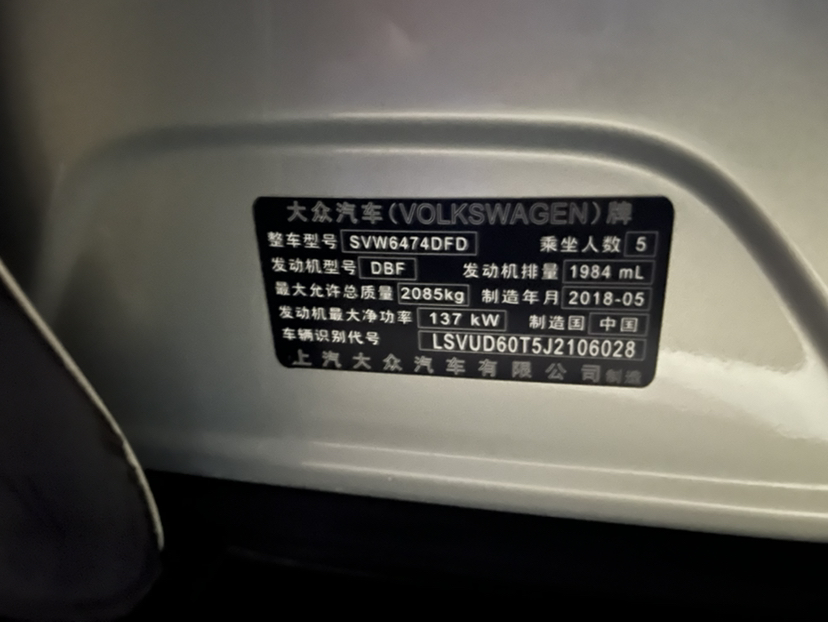 大众汽车(VOLKSWAGEN)牌
整车型号 SVW6474DFD 乘坐人数 5
发动机型号 DBF 发动机排量 1984 mL
最大允许总质量 2085kg 制造年月 2018-05
发动机最大净功率 137 kW 制造国 中国
车辆识别代号 LSVUD60T5J2106028
上汽大众汽车有限公司制造